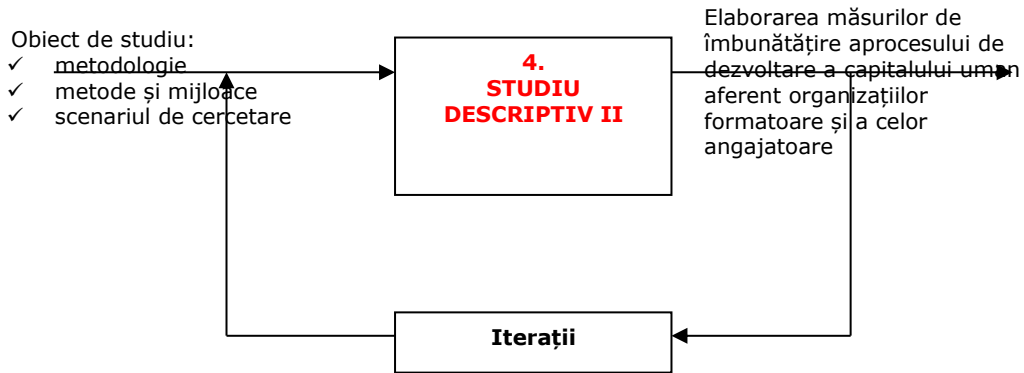 Obiect de studiu:
✓ metodologie
✓ metode și mijloace
✓ scenariul de cercetare
4.
STUDIU
DESCRIPTIV II
Elaborarea măsurilor de
îmbunătățire aprocesului de
dezvoltare a capitalului uman
aferent organizațiilor
formatoare și a celor
angajatoare
Iterații